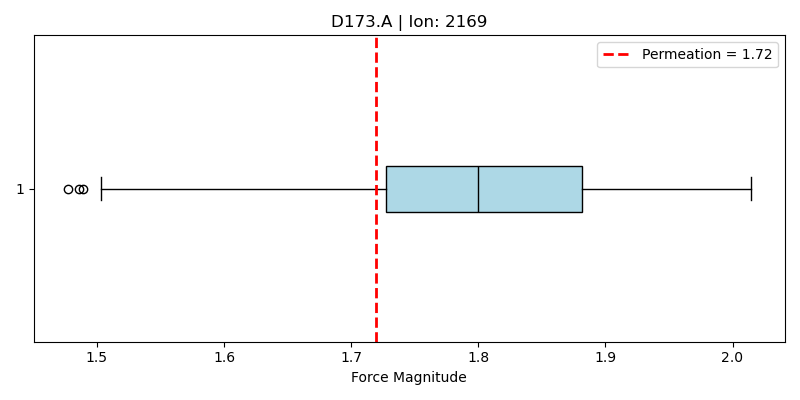 D173.A | Ion: 2169
Permeation = 1.72
1
1.5 1.6 1.7 1.8 1.9 2.0
Force Magnitude